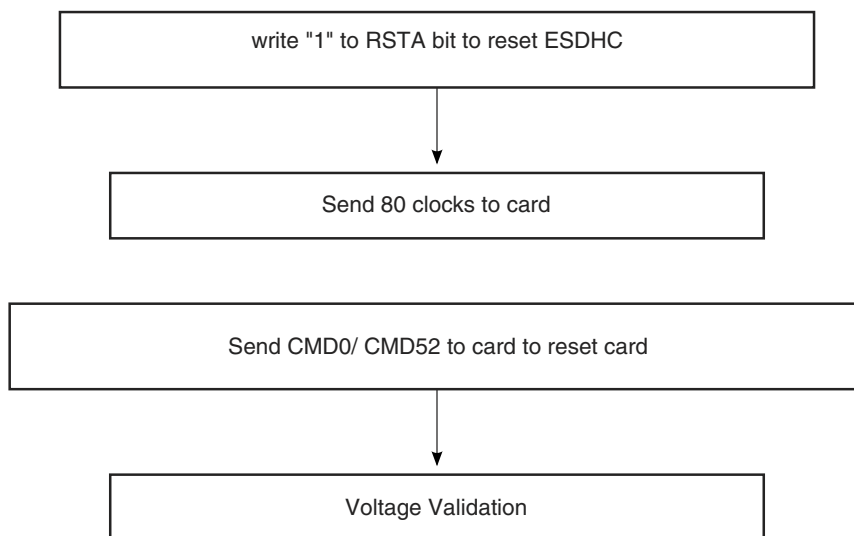 write "1" to RSTA bit to reset ESDHC
Send 80 clocks to card
Send CMD0/ CMD52 to card to reset card
Voltage Validation